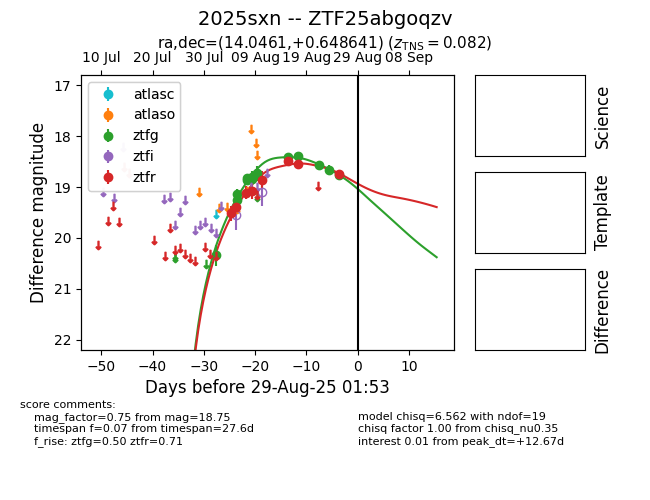 2025sxn -- ZTF25abgoqzv
ra,dec=(14.0461,+0.648641) (zTNS = 0.082)
10 Jul 20 Jul 30 Jul 09 Aug 19 Aug 29 Aug 08 Sep
17
18
19
20
21
22
Difference magnitude
atlasc
atlaso
ztfg
ztfi
ztfr
−50 −40 −30 −20 −10 0 10
Days before 29-Aug-25 01:53
Science
Template
Difference
score comments:
mag_factor=0.75 from mag=18.75
timespan f=0.07 from timespan=27.6d
f_rise: ztfg=0.50 ztfr=0.71
model chisq=6.562 with ndof=19
chisq factor 1.00 from chisq_nu0.35
interest 0.01 from peak_dt=+12.67d